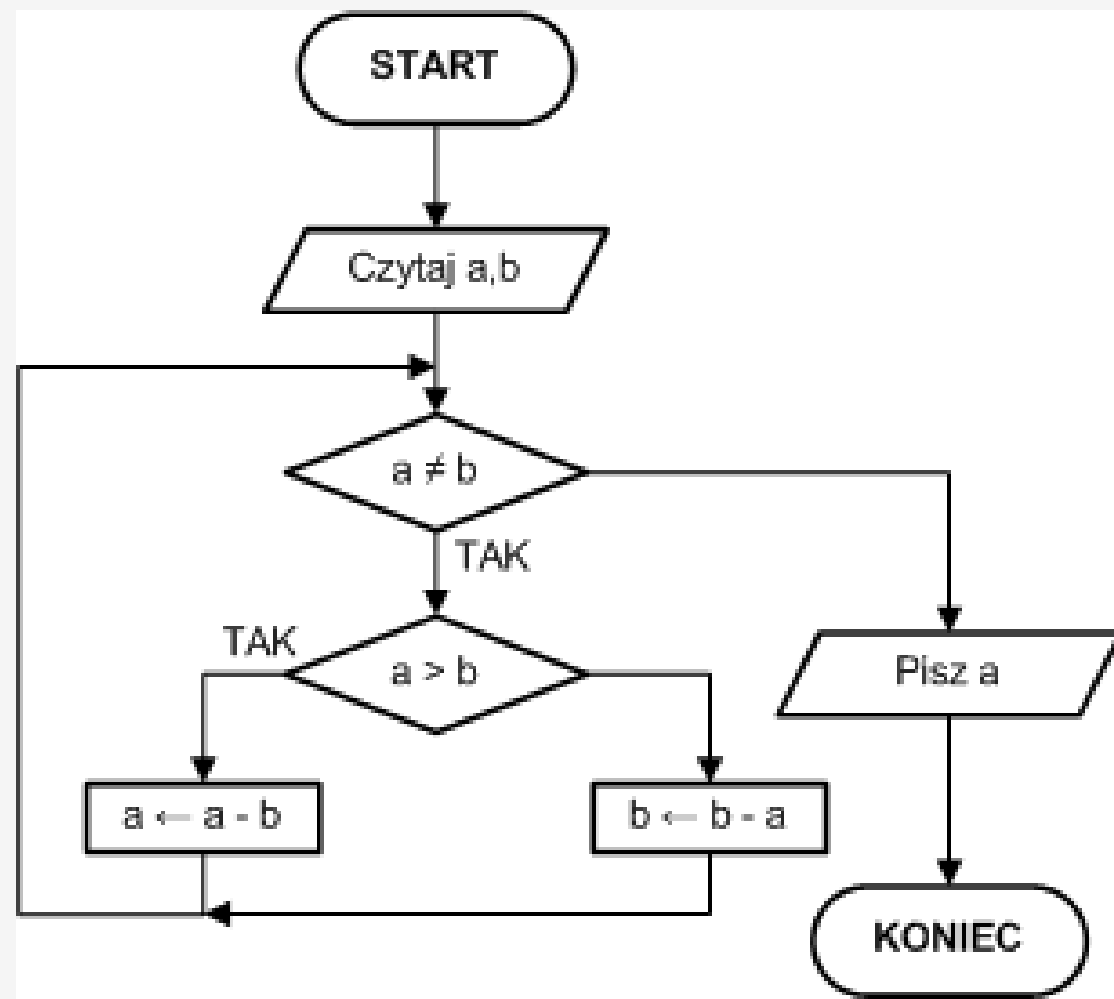 START
Czytaj a,b
a ≠ b
TAK
TAK
a > b
Pisz a
a ← a - b
b ← b - a
KONIEC